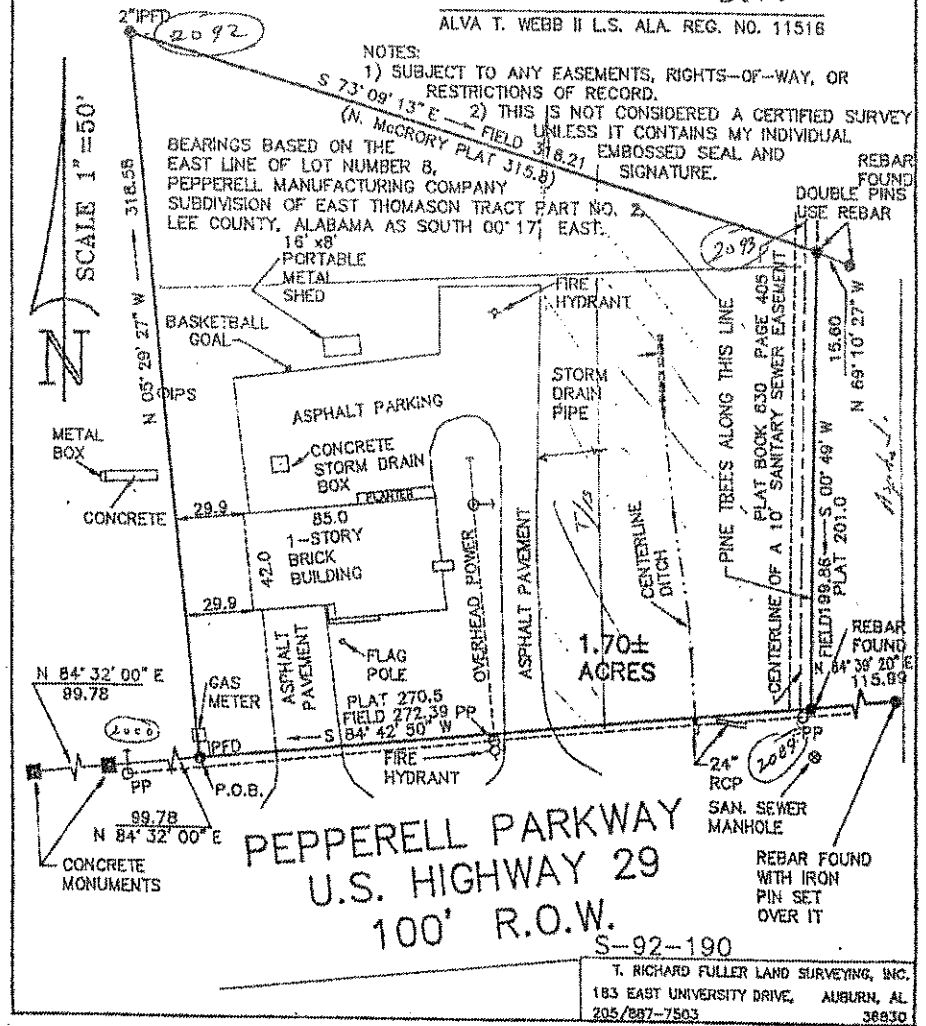 ALVA T. WEBB II L.S. ALA. REG. NO. 11516
2" IPFD
2092
NOTES:
1) SUBJECT TO ANY EASEMENTS, RIGHTS-OF-WAY, OR
RESTRICTIONS OF RECORD.
2) THIS IS NOT CONSIDERED A CERTIFIED SURVEY
UNLESS IT CONTAINS MY INDIVIDUAL
EMBOSSED SEAL AND
SIGNATURE.
S 73° 09' 13" E FIELD 318.21
(N. McCRORY PLAT 315.8)
BEARINGS BASED ON THE
EAST LINE OF LOT NUMBER 8,
PEPPERELL MANUFACTURING COMPANY
SUBDIVISION OF EAST THOMASON TRACT PART NO. 2,
LEE COUNTY, ALABAMA AS SOUTH 00° 17' EAST.
REBAR
FOUND
DOUBLE PINS
USE REBAR
2093
SCALE 1"=50'
N
N 05° 29' 27" W 318.58
OIPS
16' x8'
PORTABLE
METAL
SHED
FIRE
HYDRANT
BASKETBALL
GOAL
ASPHALT PARKING
STORM
DRAIN
PIPE
METAL
BOX
CONCRETE
CONCRETE
STORM DRAIN
BOX
PLANTER
29.9
85.0
1-STORY
BRICK
BUILDING
42.0
29.9
OVERHEAD POWER
ASPHALT PAVEMENT
CENTERLINE
DITCH
PINE TREES ALONG THIS LINE
PLAT BOOK 830 PAGE 405
CENTERLINE OF A 10' SANITARY SEWER EASEMENT
FIELD 199.86 S 00° 49' W
PLAT 201.0
15.60
N 69° 10' 27" W
1.70±
ACRES
ASPHALT
PAVEMENT
FLAG
POLE
PLAT 270.5
FIELD 272.39
S 84° 42' 50" W
PP
REBAR
FOUND
N 84° 39' 20" E
115.99
N 84° 32' 00" E
99.78
GAS
METER
IPFD
P.O.B.
PP
99.78
N 84° 32' 00" E
CONCRETE
MONUMENTS
FIRE
HYDRANT
24"
RCP
2089
PP
SAN. SEWER
MANHOLE
REBAR FOUND
WITH IRON
PIN SET
OVER IT
PEPPERELL PARKWAY
U.S. HIGHWAY 29
100' R.O.W.
S-92-190
T. RICHARD FULLER LAND SURVEYING, INC.
183 EAST UNIVERSITY DRIVE, AUBURN, AL
205/887-7503 36830